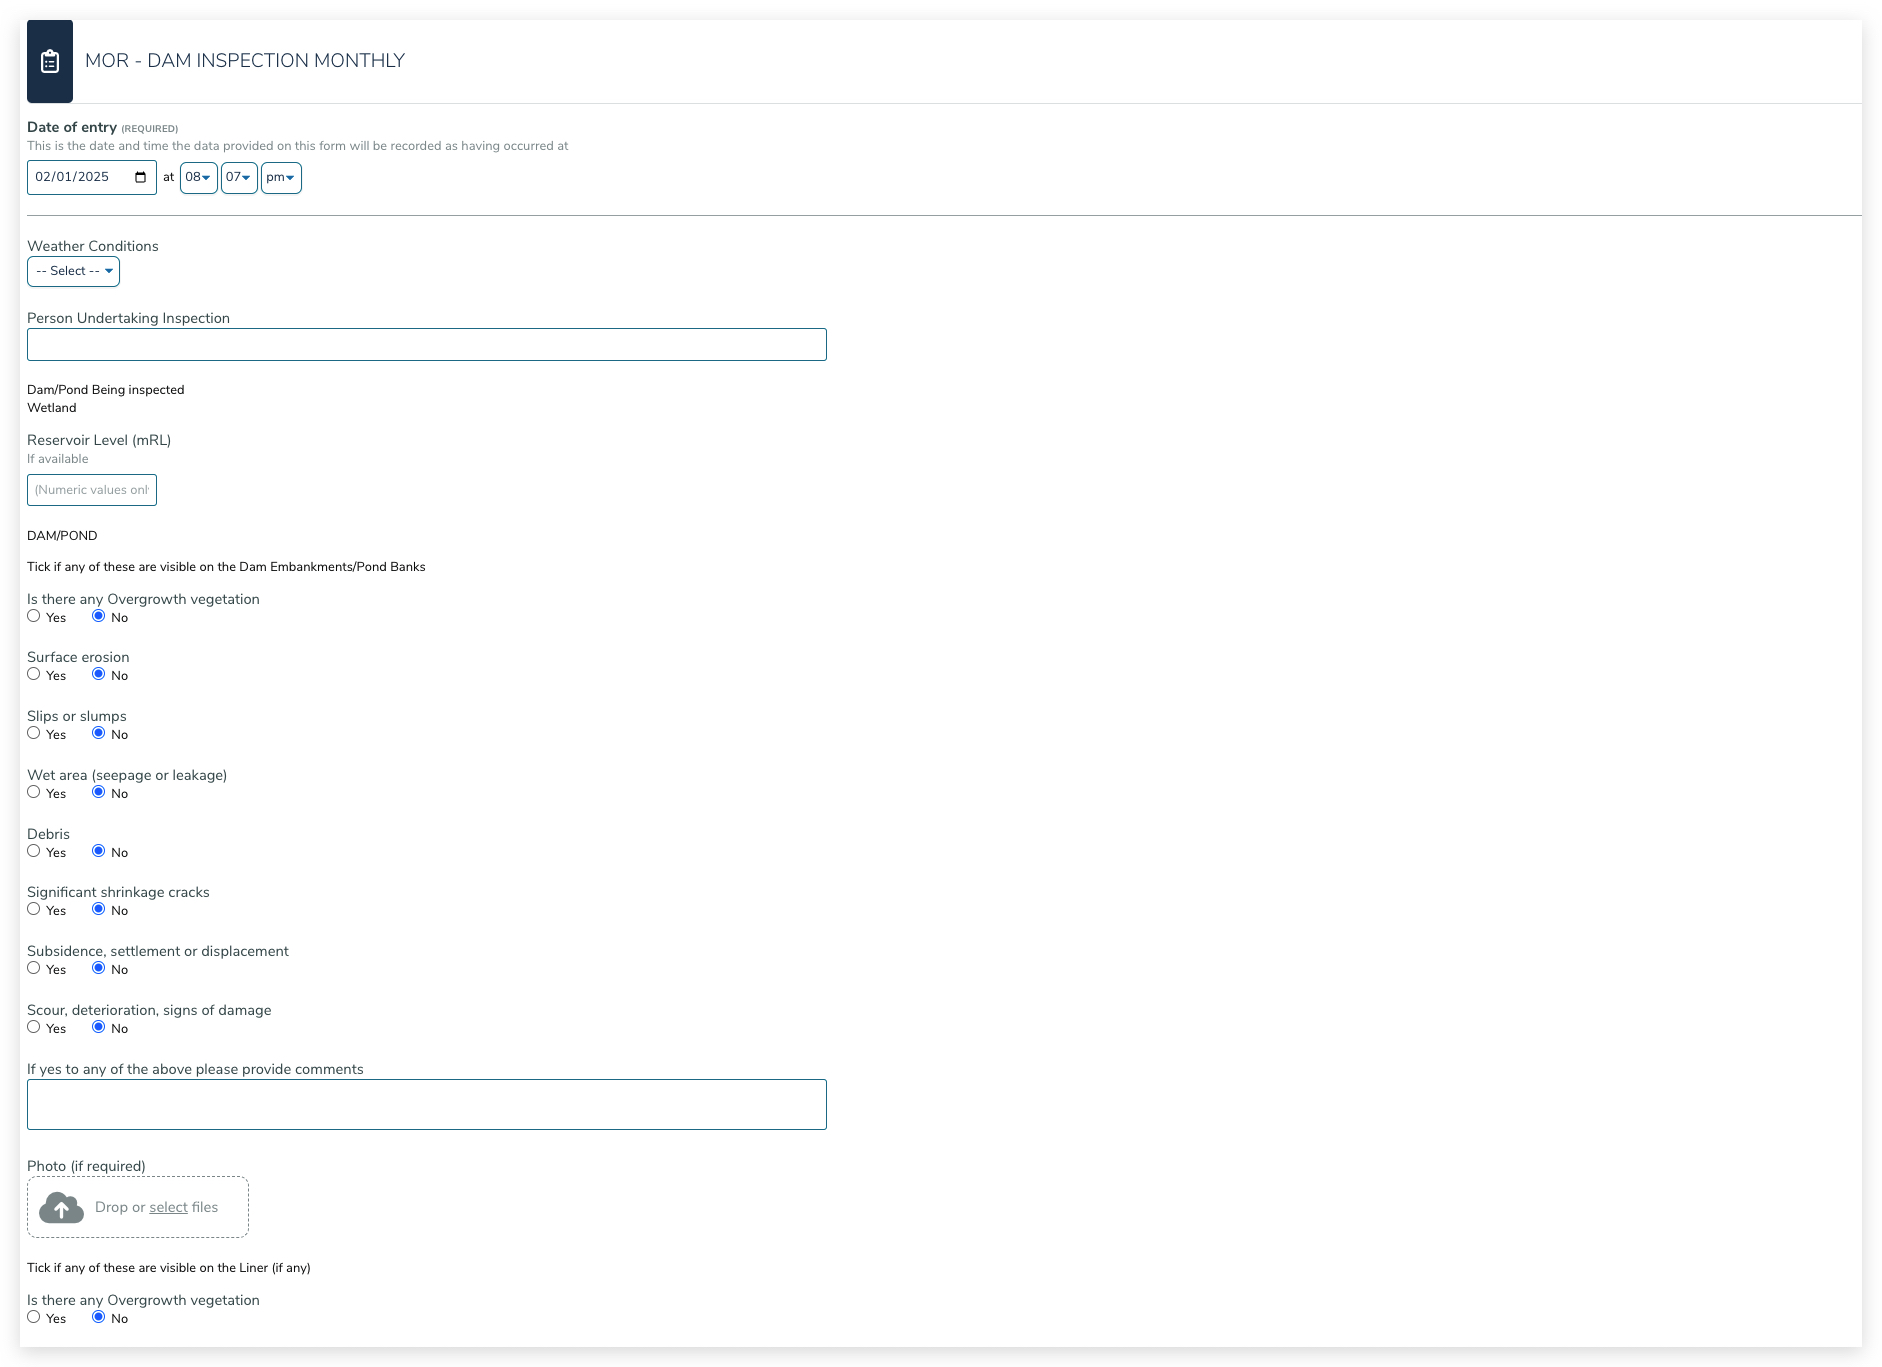 MOR - DAM INSPECTION MONTHLY
Date of entry (REQUIRED)
This is the date and time the data provided on this form will be recorded as having occurred at
02/01/2025 at 08 07 pm
Weather Conditions
-- Select --
Person Undertaking Inspection
Dam/Pond Being inspected
Wetland
Reservoir Level (mRL)
If available
(Numeric values onl
DAM/POND
Tick if any of these are visible on the Dam Embankments/Pond Banks
Is there any Overgrowth vegetation
Yes No
Surface erosion
Yes No
Slips or slumps
Yes No
Wet area (seepage or leakage)
Yes No
Debris
Yes No
Significant shrinkage cracks
Yes No
Subsidence, settlement or displacement
Yes No
Scour, deterioration, signs of damage
Yes No
If yes to any of the above please provide comments
Photo (if required)
Drop or select files
Tick if any of these are visible on the Liner (if any)
Is there any Overgrowth vegetation
Yes No